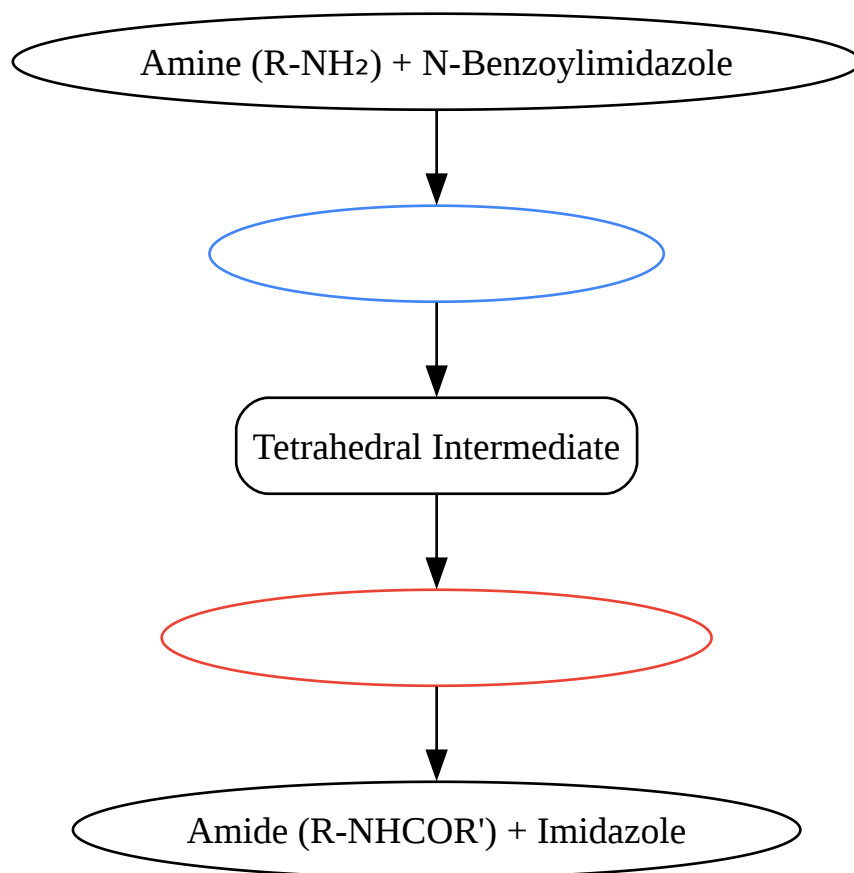 Amine (R-NH₂) + N-Benzoylimidazole
Tetrahedral Intermediate
Amide (R-NHCOR') + Imidazole